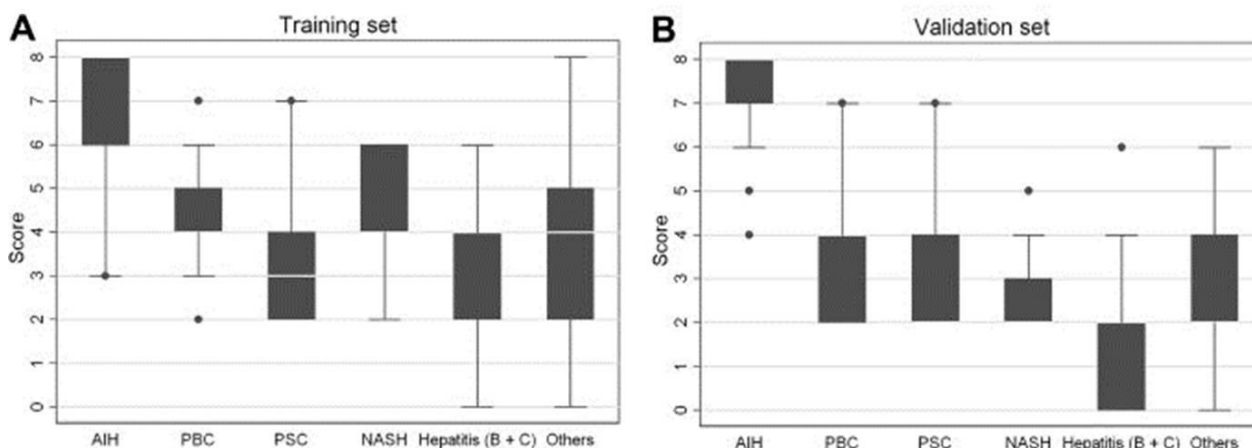 A
Training set
8
7
6
5
4
3
2
1
0
Score
AIH PBC PSC NASH Hepatitis (B + C) Others
B
Validation set
8
7
6
5
4
3
2
1
0
Score
AIH PBC PSC NASH Hepatitis (B + C) Others